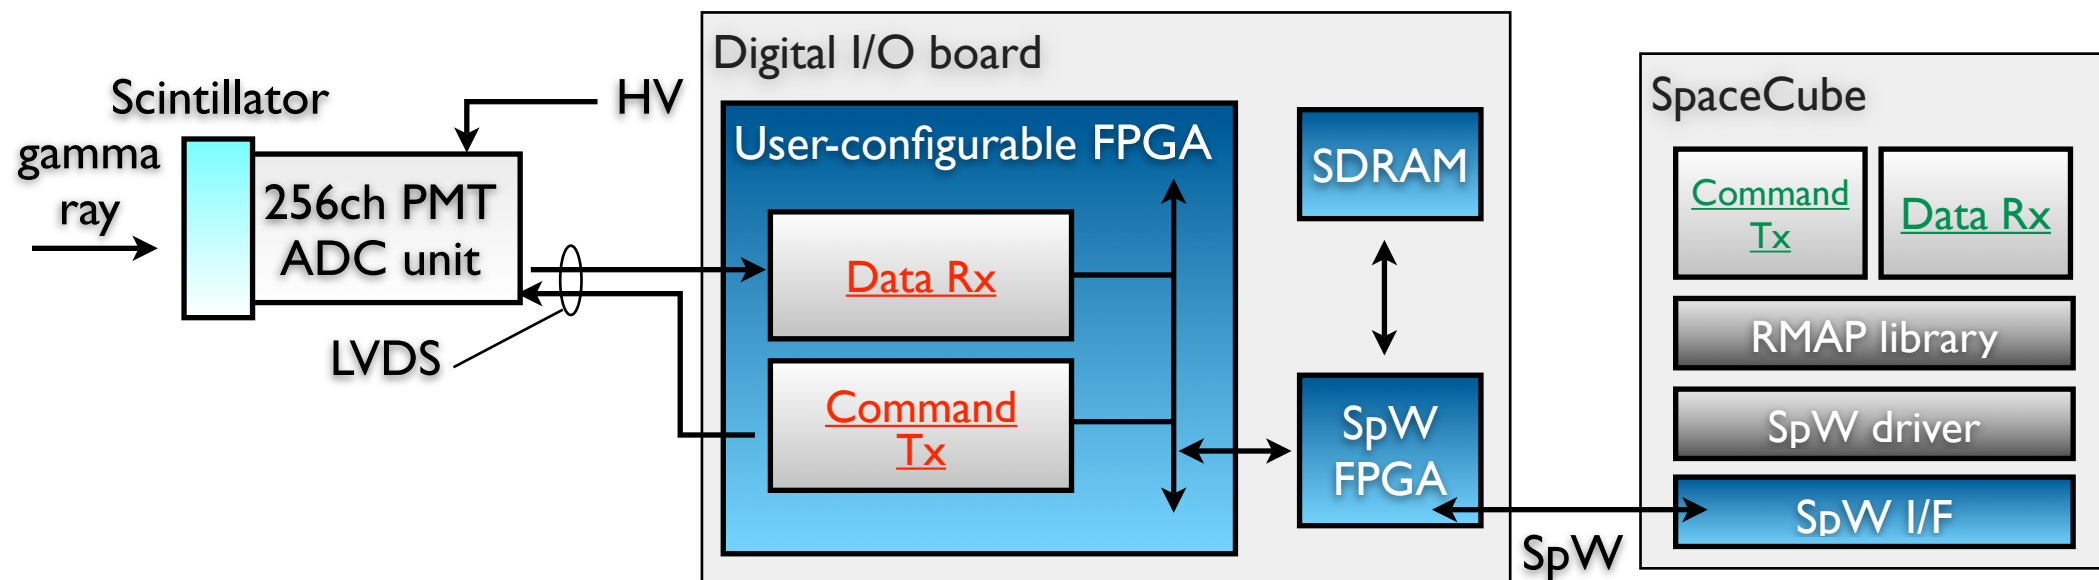 Scintillator
gamma
ray
HV
256ch PMT
ADC unit
LVDS
Digital I/O board
User-configurable FPGA
Data Rx
Command
Tx
SDRAM
SpW
FPGA
SpW
SpaceCube
Command
Tx
Data Rx
RMAP library
SpW driver
SpW I/F